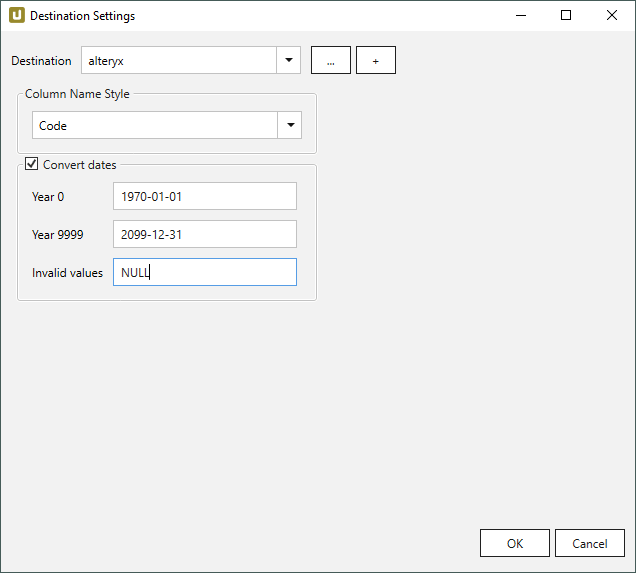 U Destination Settings
Destination alteryx ... +
Column Name Style
Code
Convert dates
Year 0 1970-01-01
Year 9999 2099-12-31
Invalid values NULL
OK Cancel